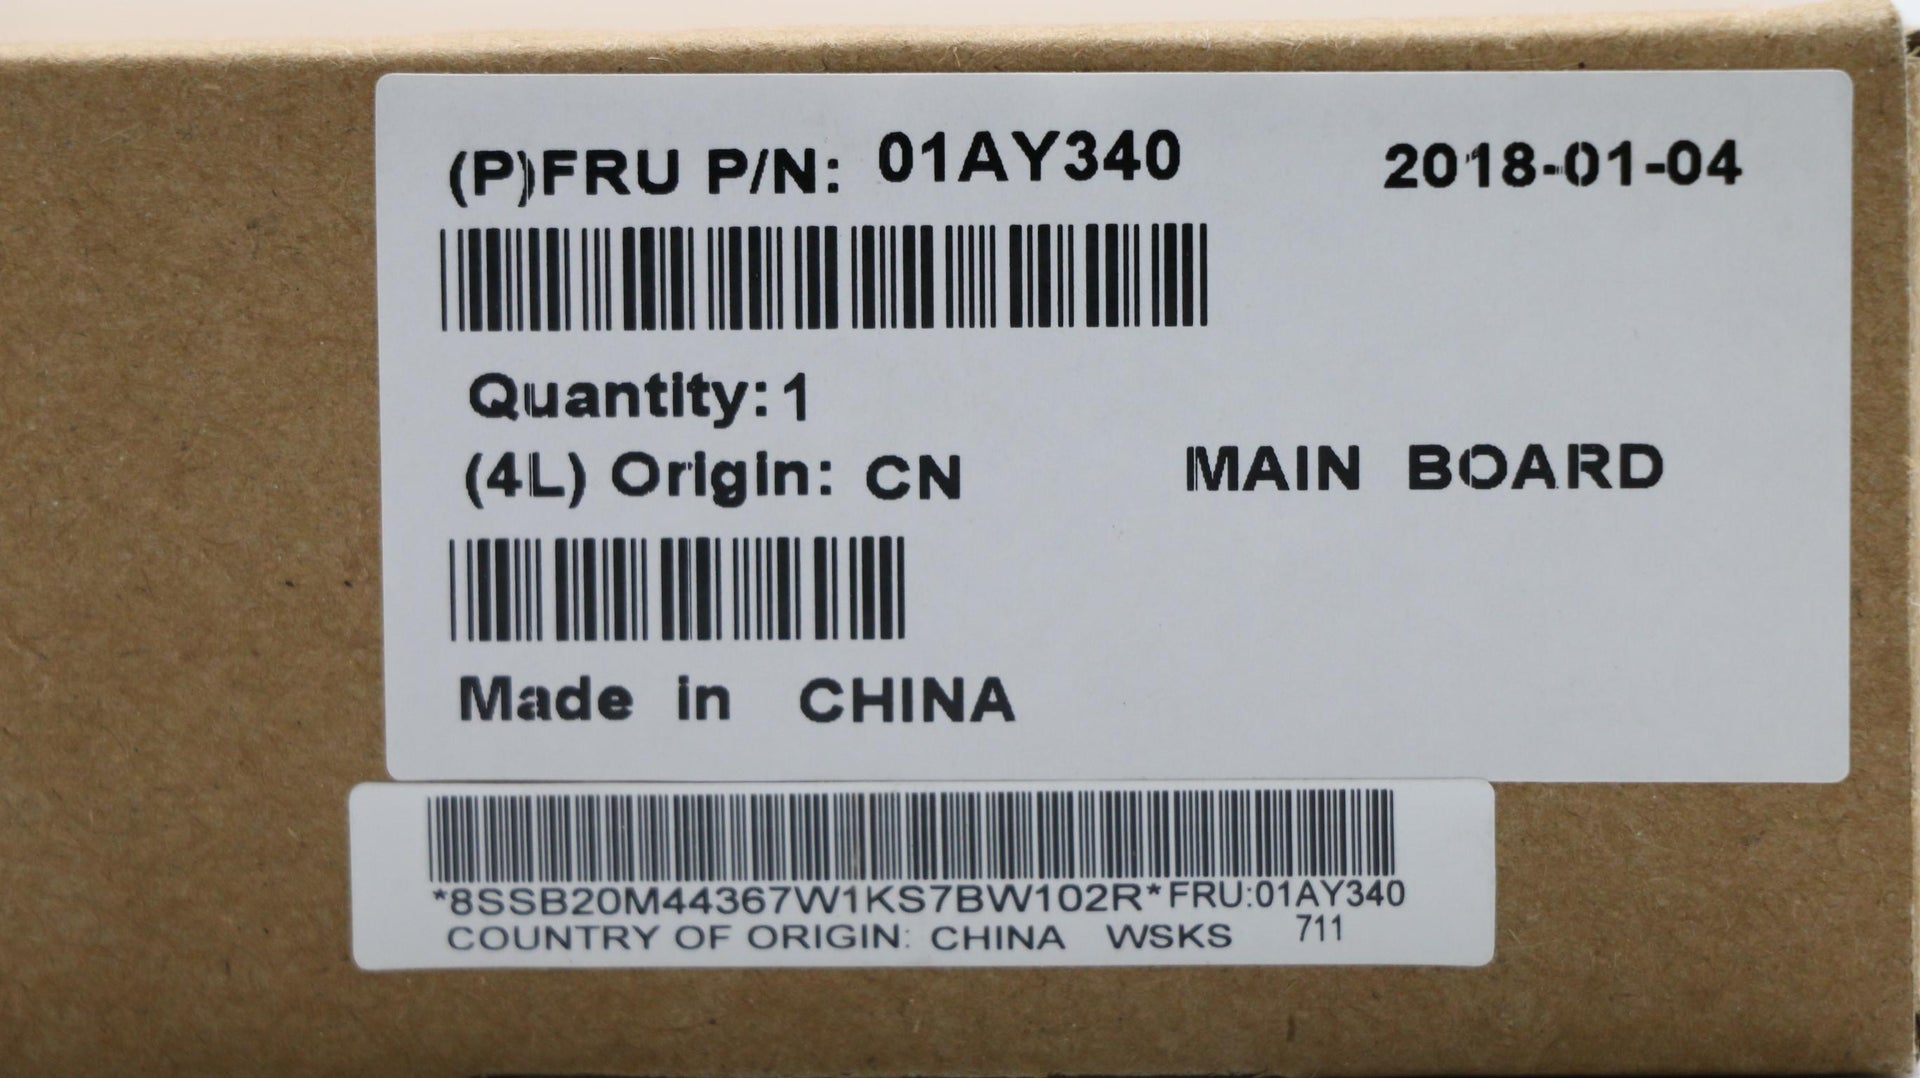 (P)FRU P/N: 01AY340 2018-01-04
Quantity: 1
(4L) Origin: CN MAIN BOARD
Made in CHINA
*8SSB20M44367W1KS7BW102R*FRU:01AY340
COUNTRY OF ORIGIN: CHINA WSKS 711